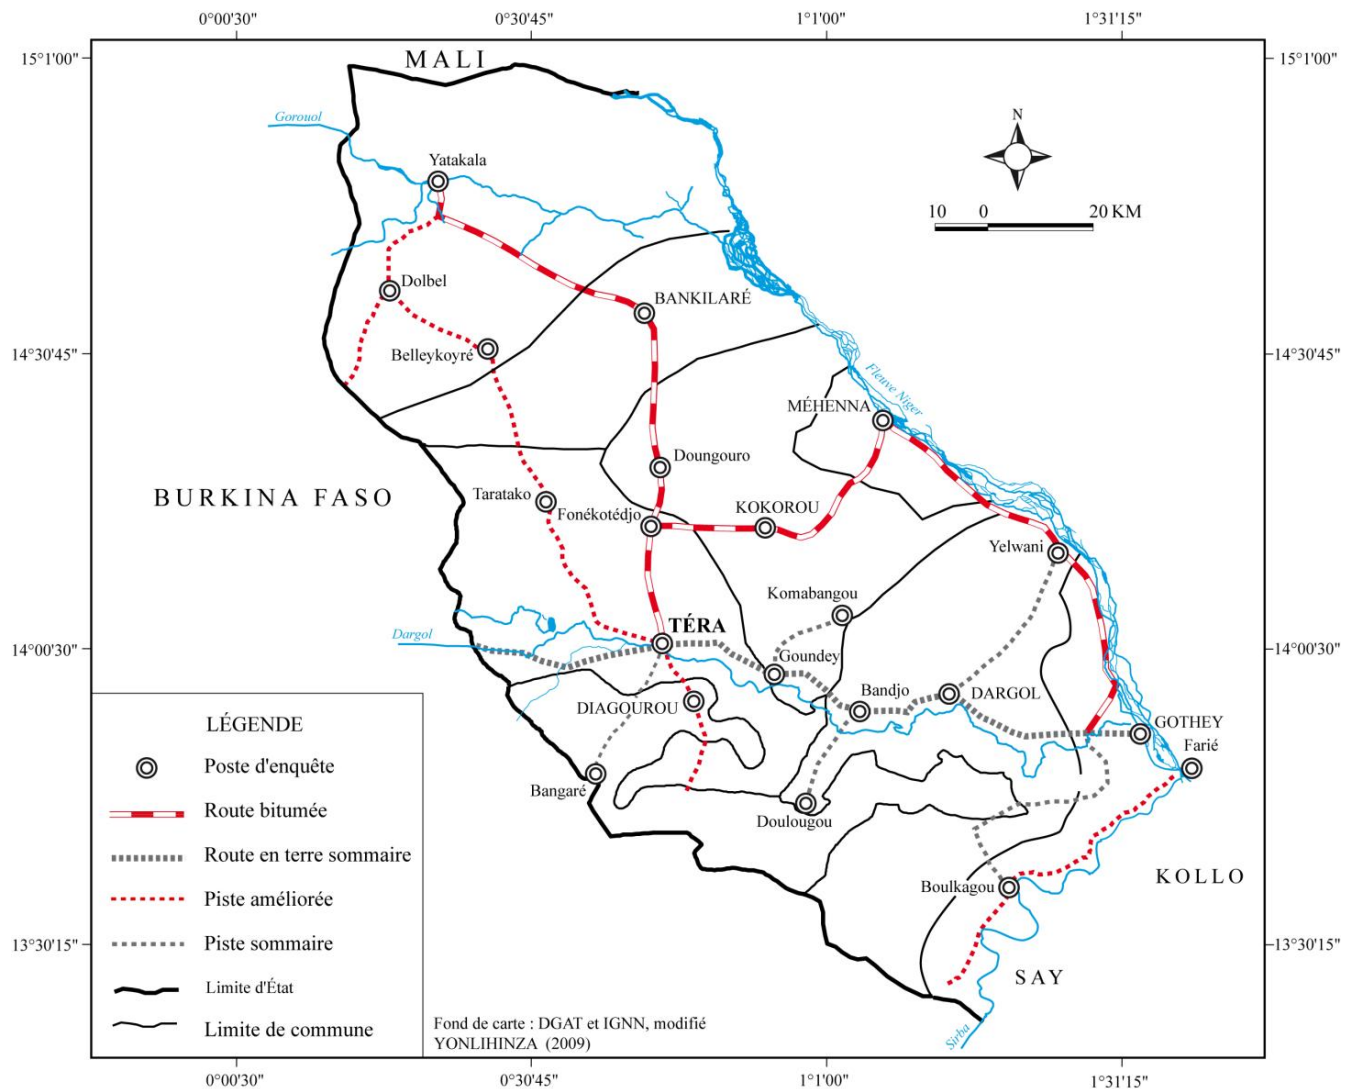 0°00'30"
0°30'45"
1°1'00"
1°31'15"
15°1'00"
15°1'00"
MALI
Gorouol
N
Yatakala
10 0 20 KM
Dolbel
BANKILARÉ
14°30'45"
14°30'45"
Belleykoyré
Fleuve Niger
MÉHENNA
Doungouro
BURKINA FASO
Taratako
Fonékotédjo
KOKOROU
Yelwani
Komabangou
TÉRA
Dargol
14°00'30"
14°00'30"
Goundey
Bandjo
DARGOL
DIAGOUROU
GOTHEY
Farié
Bangaré
Doulougou
KOLLO
Boulkagou
13°30'15"
13°30'15"
SAY
Sirba
LÉGENDE
Poste d'enquête
Route bitumée
Route en terre sommaire
Piste améliorée
Piste sommaire
Limite d'État
Limite de commune
Fond de carte : DGAT et IGNN, modifié
YONLIHINZA (2009)
0°00'30"
0°30'45"
1°1'00"
1°31'15"